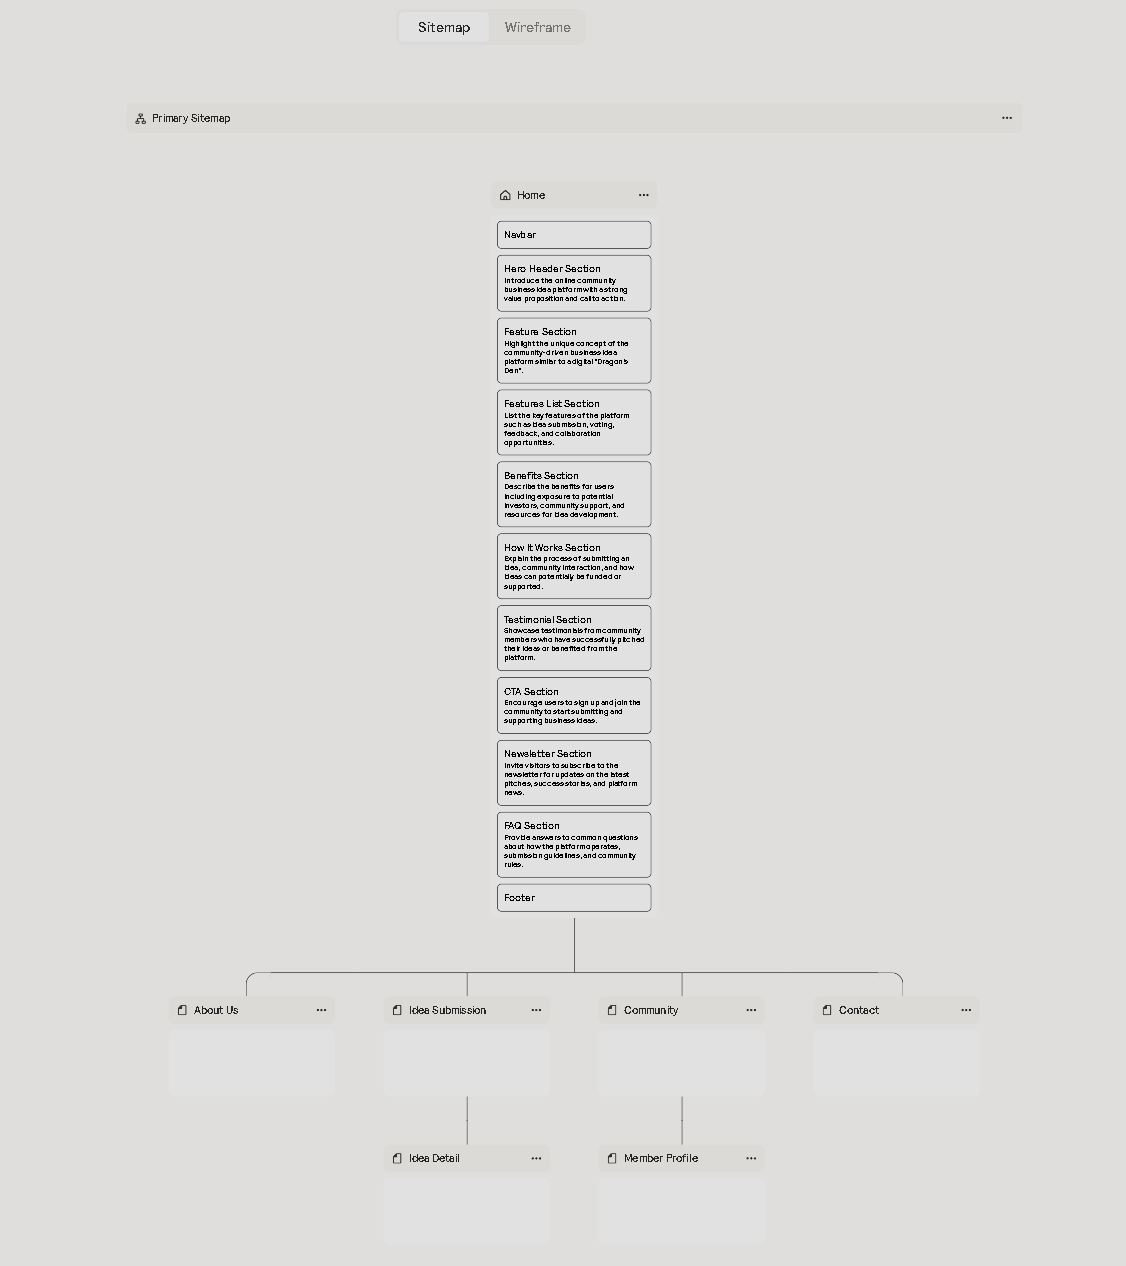 Sitemap Wireframe
Primary Sitemap
Home
Navbar
Hero Header Section
Introduce the online community
business idea platform with a strong
value proposition and call to action.
Feature Section
Highlight the unique concept of the
community-driven business idea
platform similar to a digital "Dragon's
Den".
Features List Section
List the key features of the platform
such as idea submission, voting,
feedback, and collaboration
opportunities.
Benefits Section
Describe the benefits for users
including exposure to potential
investors, community support, and
resources for idea development.
How It Works Section
Explain the process of submitting an
idea, community interaction, and how
ideas can potentially be funded or
supported.
Testimonial Section
Showcase testimonials from community
members who have successfully pitched
their ideas or benefited from the
platform.
CTA Section
Encourage users to sign up and join the
community to start submitting and
supporting business ideas.
Newsletter Section
Invite visitors to subscribe to the
newsletter for updates on the latest
pitches, success stories, and platform
news.
FAQ Section
Provide answers to common questions
about how the platform operates,
submission guidelines, and community
rules.
Footer
About Us
Idea Submission
Community
Contact
Idea Detail
Member Profile